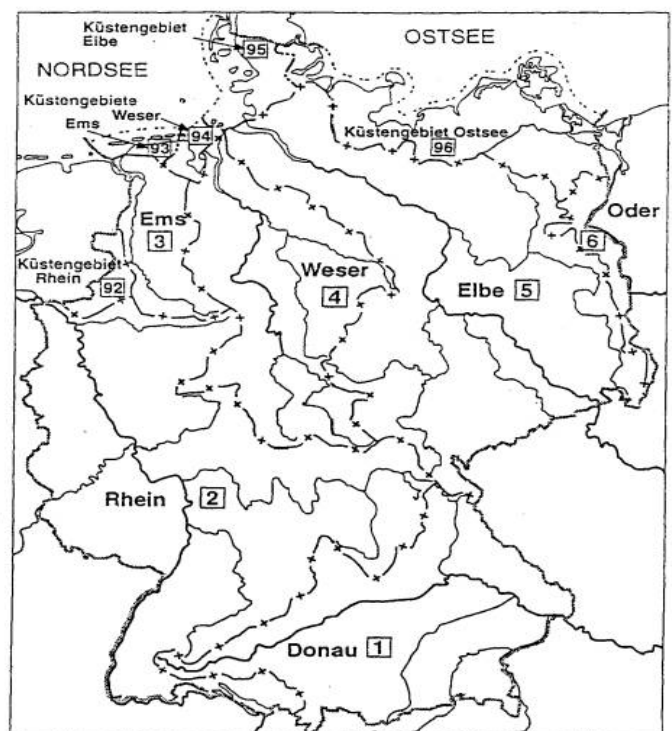 Küstengebiet
Elbe
95
OSTSEE
NORDSEE
Küstengebiete
Weser
Ems
94
93
Küstengebiet Ostsee
96
Ems
3
Oder
6
Küstengebiet
Rhein
92
Weser
4
Elbe 5
Rhein 2
Donau 1